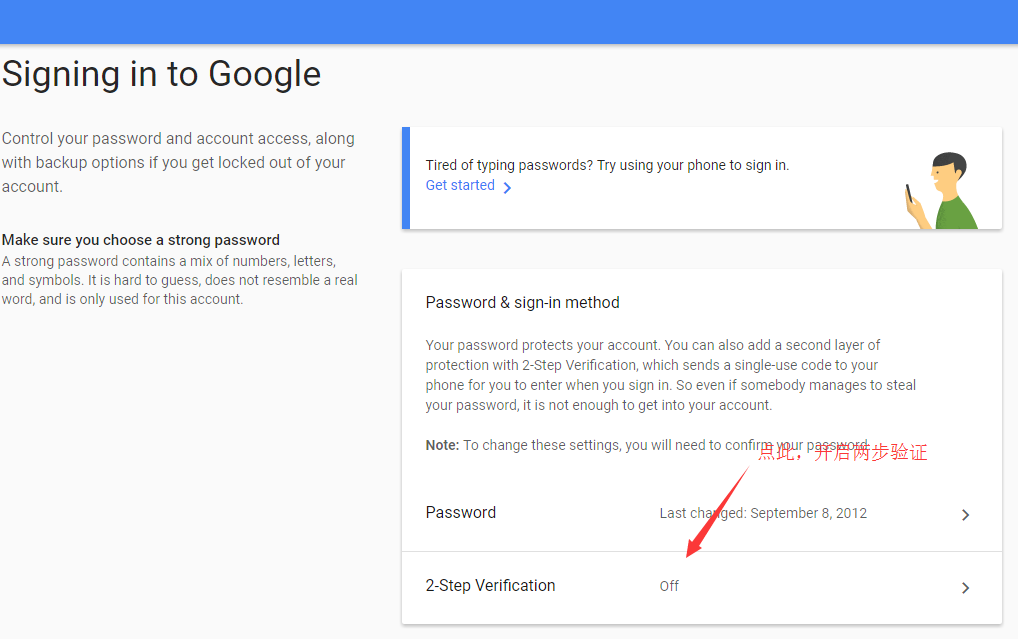 Signing in to Google
Control your password and account access, along
with backup options if you get locked out of your
account.
Make sure you choose a strong password
A strong password contains a mix of numbers, letters,
and symbols. It is hard to guess, does not resemble a real
word, and is only used for this account.
Tired of typing passwords? Try using your phone to sign in.
Get started
Password & sign-in method
Your password protects your account. You can also add a second layer of
protection with 2-Step Verification, which sends a single-use code to your
phone for you to enter when you sign in. So even if somebody manages to steal
your password, it is not enough to get into your account.
Note: To change these settings, you will need to confirm your password.
点此，开启两步验证
Password
Last changed: September 8, 2012
2-Step Verification
Off